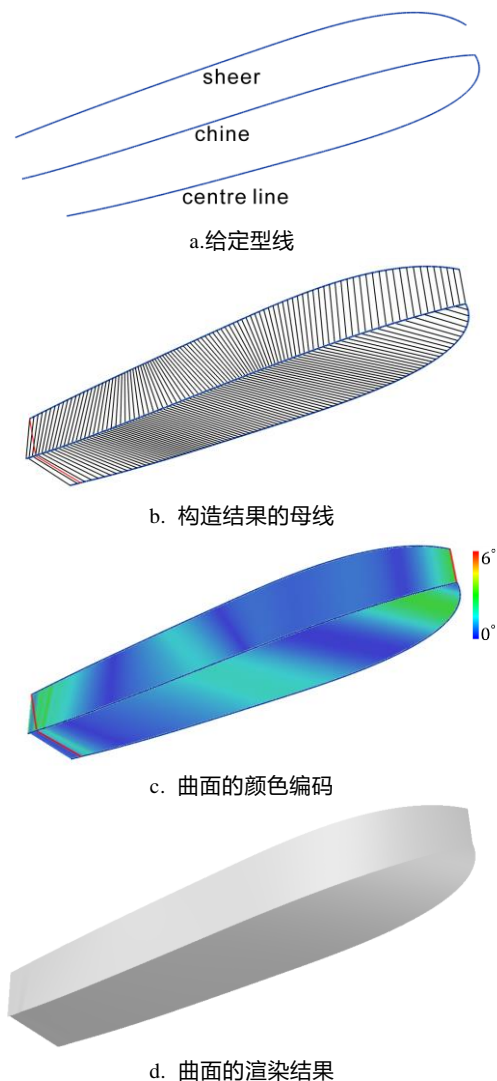 sheer
chine
centre line
a.给定型线
b. 构造结果的母线
6°
0°
c. 曲面的颜色编码
d. 曲面的渲染结果